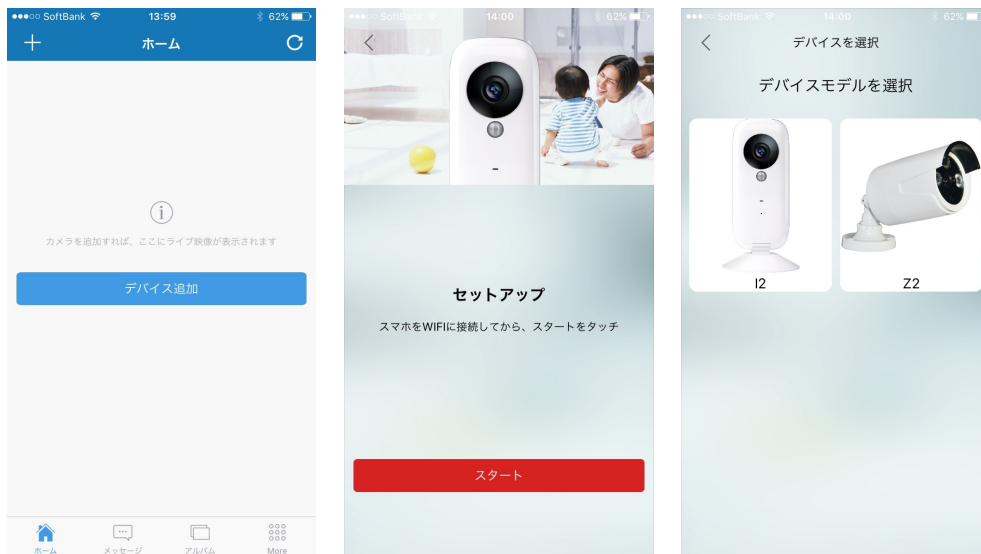 SoftBank 13:59 62%
ホーム
カメラを追加すれば、ここにライブ映像が表示されます
デバイス追加
ホーム メッセージ アルバム More
SoftBank 14:00 62%
セットアップ
スマホをWIFIに接続してから、スタートをタッチ
スタート
SoftBank 14:00 62%
デバイスを選択
デバイスモデルを選択
I2 Z2